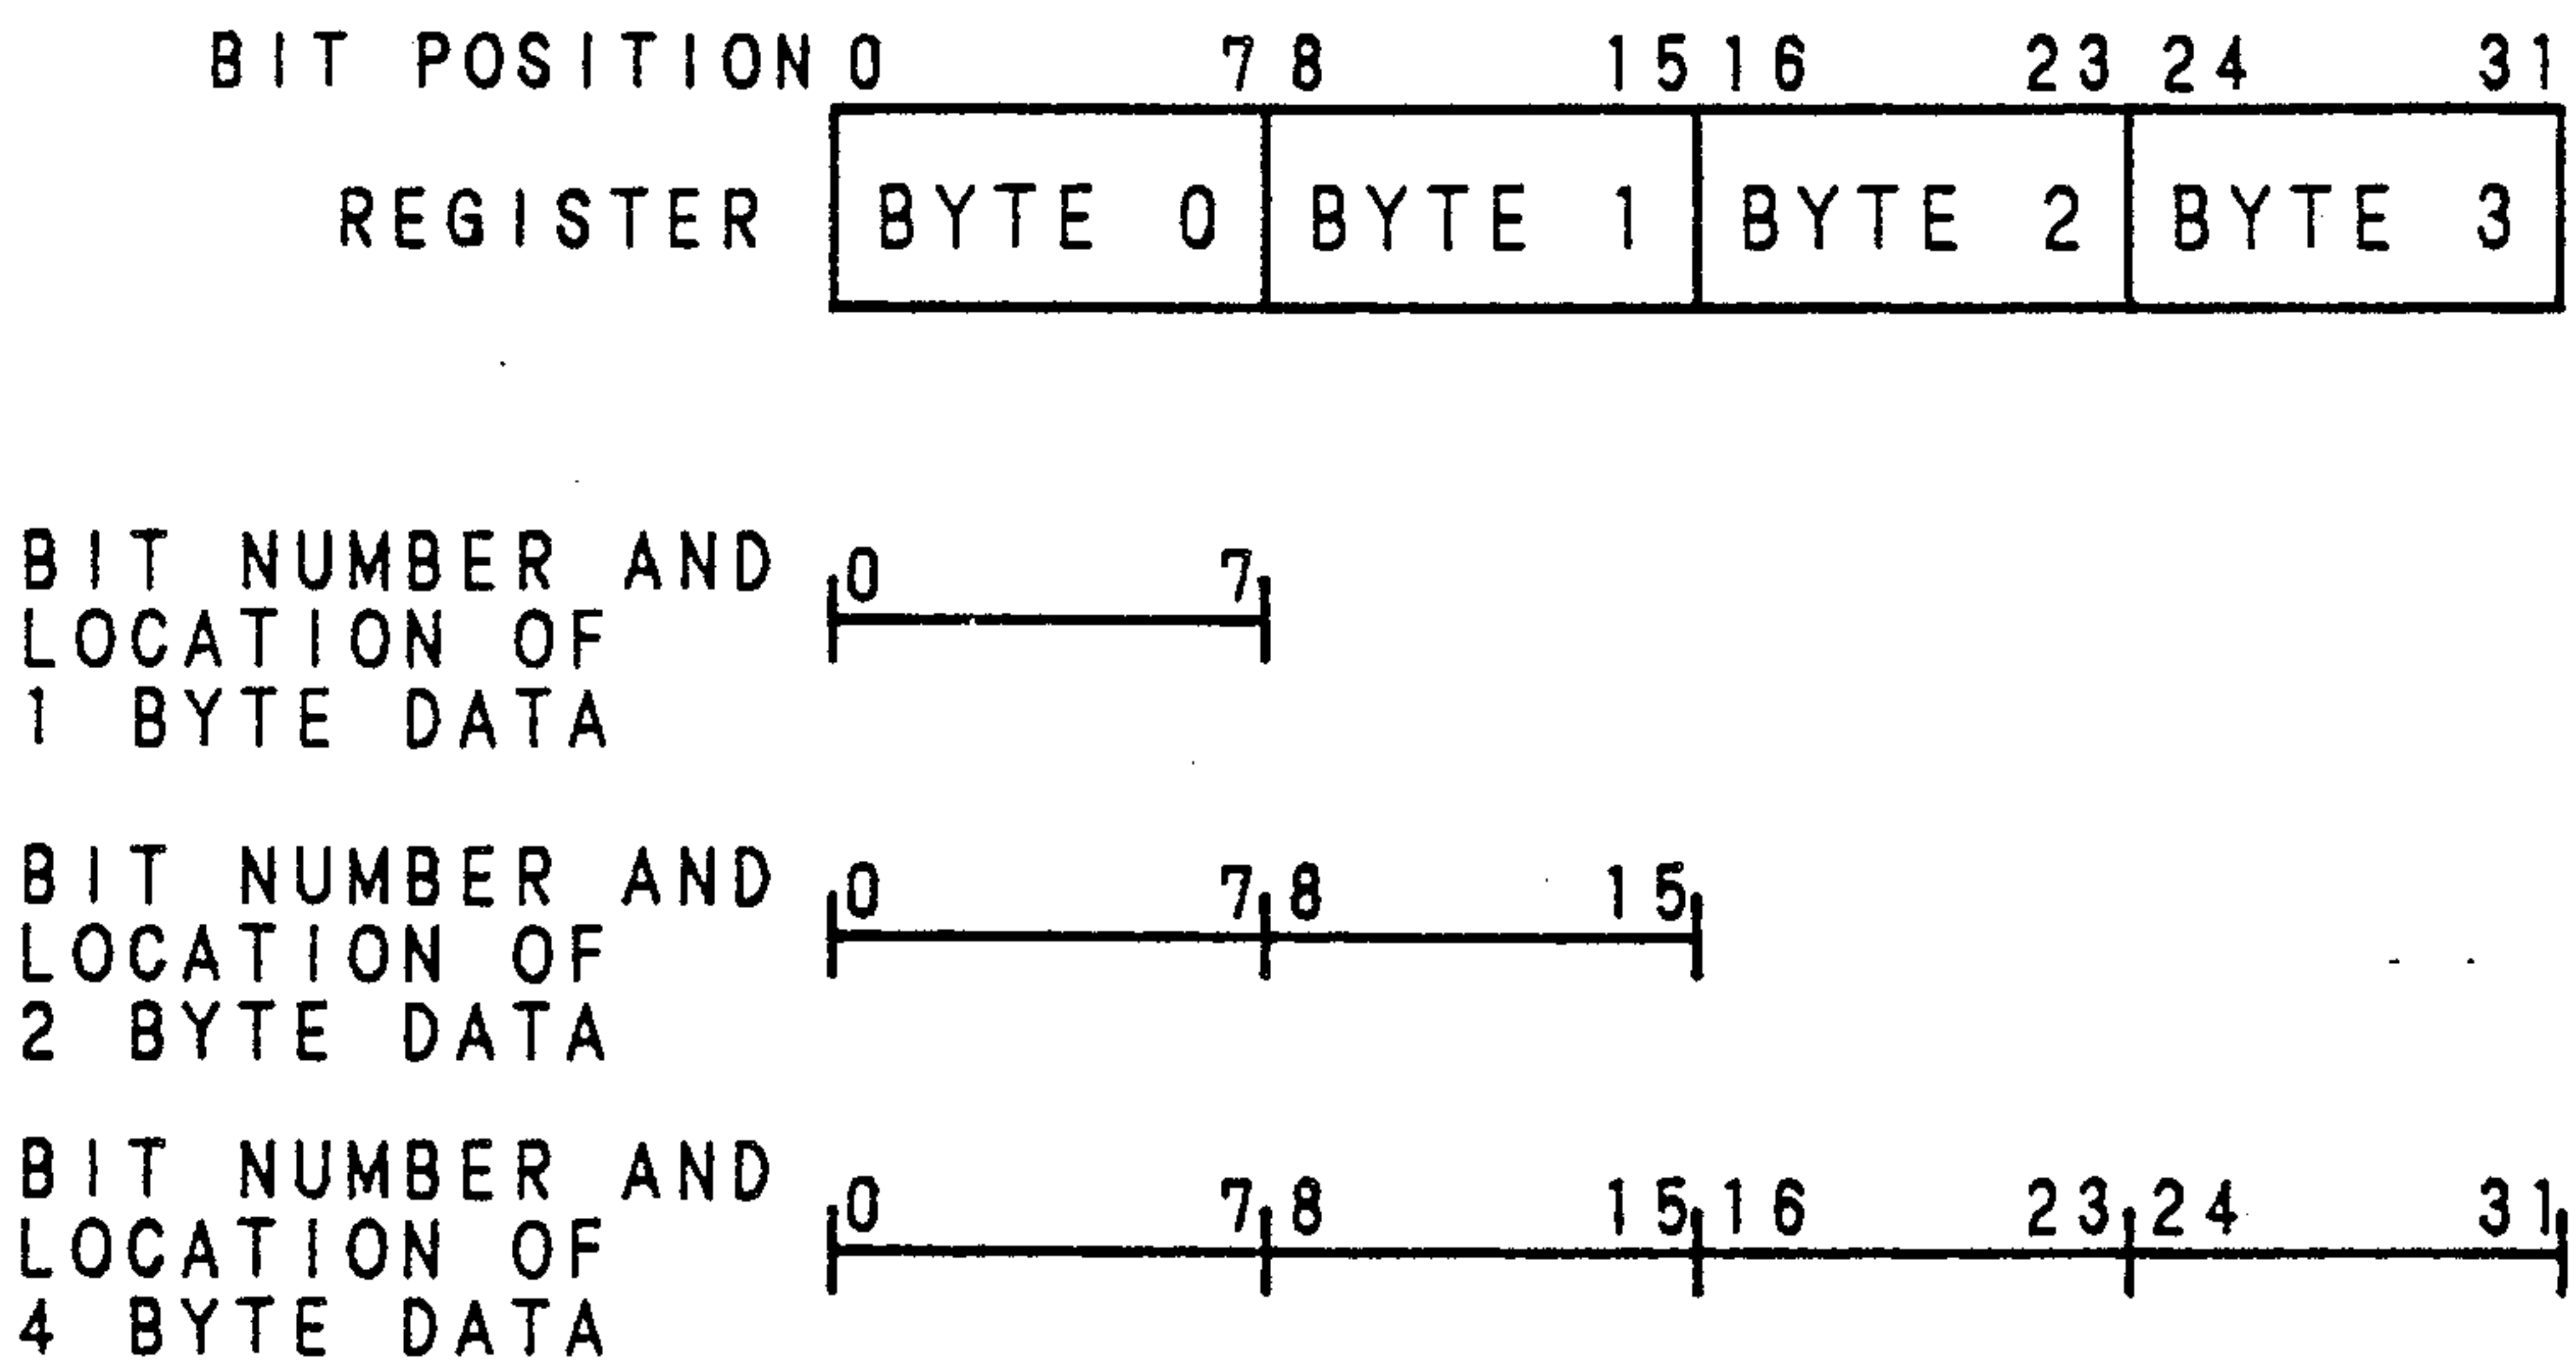 BIT POSITION 0 7 8 15 16 23 24 31
REGISTER BYTE 0 BYTE 1 BYTE 2 BYTE 3
BIT NUMBER AND
LOCATION OF
1 BYTE DATA
0 7
BIT NUMBER AND
LOCATION OF
2 BYTE DATA
0 7 8 15
BIT NUMBER AND
LOCATION OF
4 BYTE DATA
0 7 8 15 16 23 24 31